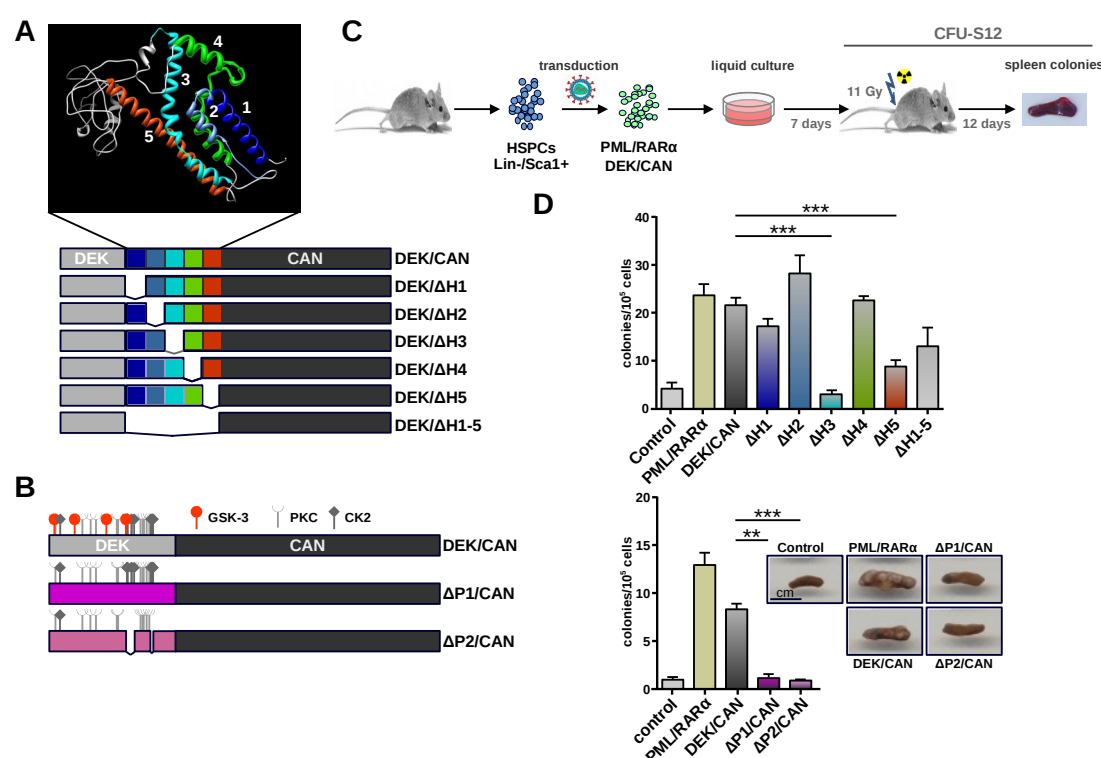 A
4
3
1
2
5
DEK
CAN
DEK/CAN
DEK/ΔH1
DEK/ΔH2
DEK/ΔH3
DEK/ΔH4
DEK/ΔH5
DEK/ΔH1-5
B
GSK-3
PKC
CK2
DEK
CAN
DEK/CAN
ΔP1/CAN
ΔP2/CAN
C
CFU-S12
transduction
liquid culture
spleen colonies
11 Gy
7 days
12 days
HSPCs
Lin-/Sca1+
PML/RARα
DEK/CAN
D
colonies/10⁵ cells
40
30
20
10
0
***
***
Control
PML/RARα
DEK/CAN
ΔH1
ΔH2
ΔH3
ΔH4
ΔH5
ΔH1-5
colonies/10⁵ cells
20
15
10
5
0
***
**
control
PML/RARα
DEK/CAN
ΔP1/CAN
ΔP2/CAN
Control
PML/RARα
ΔP1/CAN
cm
DEK/CAN
ΔP2/CAN